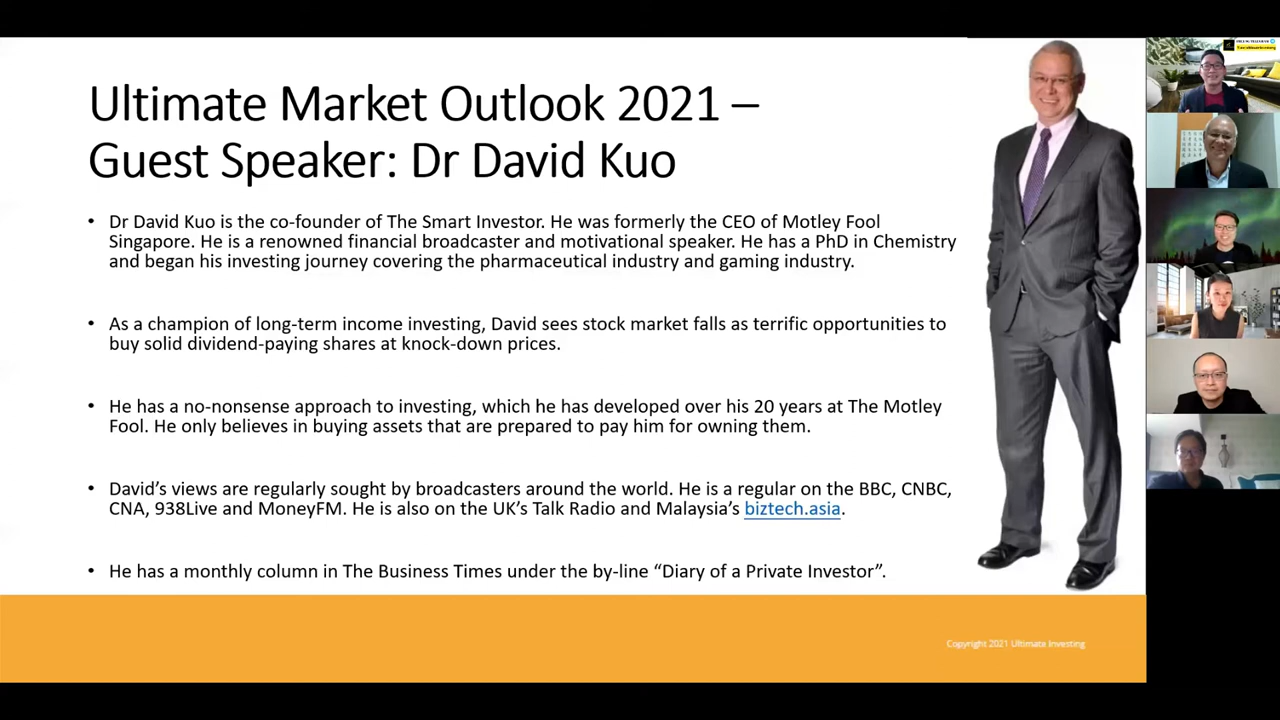 Ultimate Market Outlook 2021 –
Guest Speaker: Dr David Kuo
• Dr David Kuo is the co-founder of The Smart Investor. He was formerly the CEO of Motley Fool
Singapore. He is a renowned financial broadcaster and motivational speaker. He has a PhD in Chemistry
and began his investing journey covering the pharmaceutical industry and gaming industry.
• As a champion of long-term income investing, David sees stock market falls as terrific opportunities to
buy solid dividend-paying shares at knock-down prices.
• He has a no-nonsense approach to investing, which he has developed over his 20 years at The Motley
Fool. He only believes in buying assets that are prepared to pay him for owning them.
• David’s views are regularly sought by broadcasters around the world. He is a regular on the BBC, CNBC,
CNA, 938Live and MoneyFM. He is also on the UK’s Talk Radio and Malaysia’s biztech.asia.
• He has a monthly column in The Business Times under the by-line “Diary of a Private Investor”.
Copyright 2021 Ultimate Investing